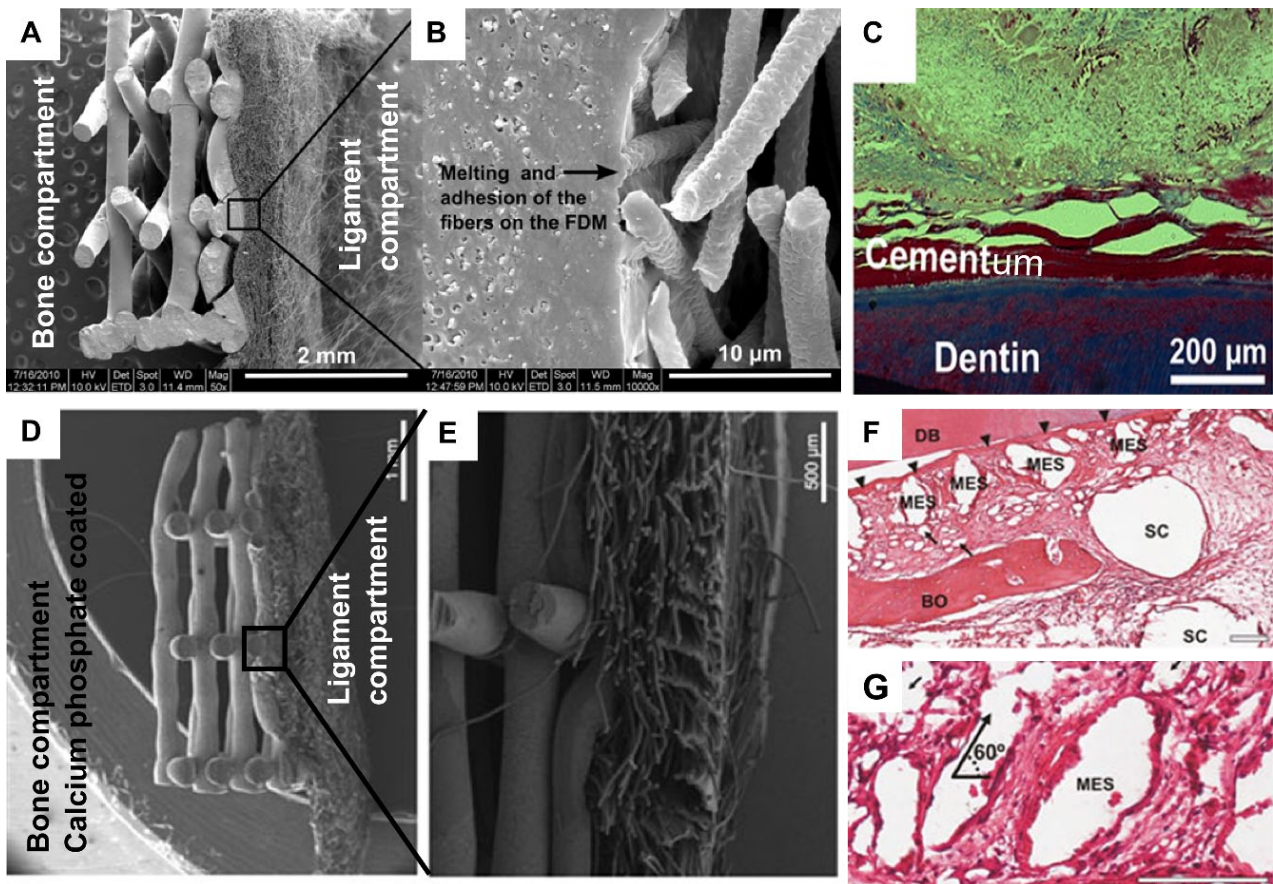 A
Bone compartment
Ligament
compartment
2 mm
7/16/2010 HV Det Spot WD Mag
12:32:11 PM 10.0 kV ETD 3.0 11.4 mm 50x
B
Melting and
adhesion of the
fibers on the FDM
10 µm
7/16/2010 HV Det Spot WD Mag
12:47:59 PM 10.0 kV ETD 3.0 11.5 mm 10000x
C
Cementum
Dentin
200 µm
D
Bone compartment
Calcium phosphate coated
Ligament
compartment
1 mm
E
500 µm
F
DB
MES
MES
MES
MES
SC
BO
SC
G
60º
MES